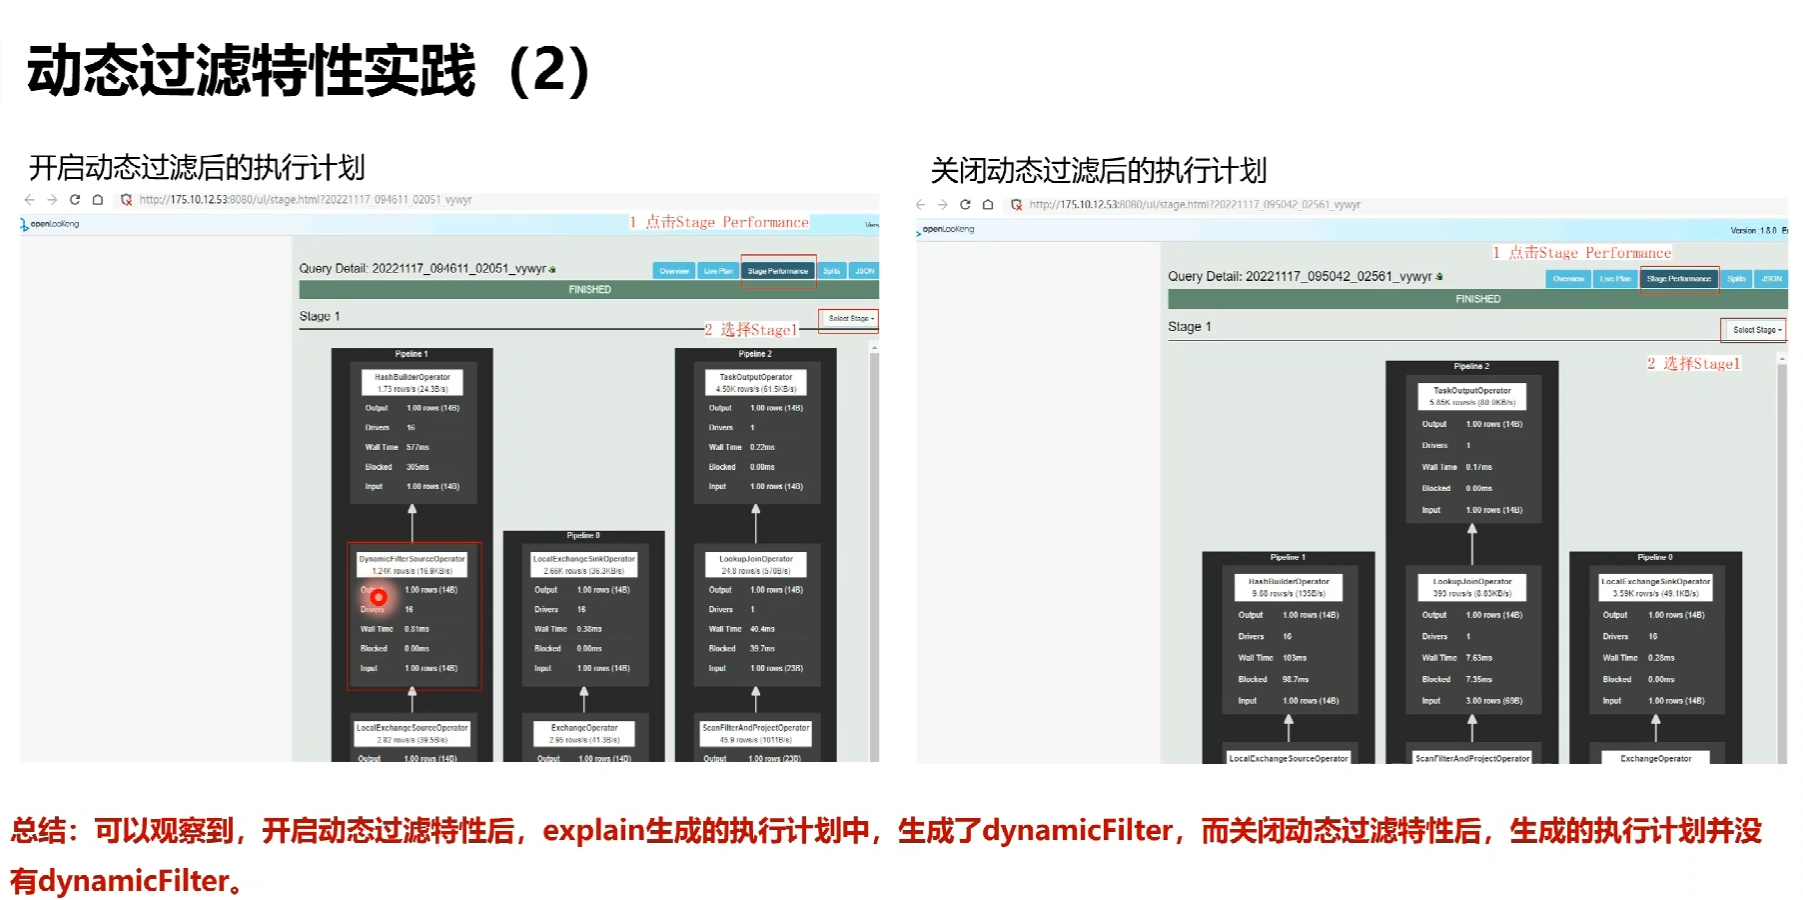 动态过滤特性实践（2）
开启动态过滤后的执行计划
http://175.10.12.53:8080/ui/stage.html?20221117_094611_02051_vywyr
openLooKeng
1 点击Stage Performance
Query Detail: 20221117_094611_02051_vywyr
Overview Live Plan Stage Performance Splits JSON
FINISHED
Stage 1
2 选择Stage1
Select Stage
Pipeline 1
HashBuilderOperator
1.73 rows/s (24.3B/s)
Output 1.00 rows (14B)
Drivers 16
Wall Time 577ms
Blocked 305ms
Input 1.00 rows (14B)
DynamicFilterSourceOperator
1.24K rows/s (16.9KB/s)
Output 1.00 rows (14B)
Drivers 16
Wall Time 0.81ms
Blocked 0.00ms
Input 1.00 rows (14B)
LocalExchangeSourceOperator
2.82 rows/s (39.5B/s)
Output 1.00 rows (14B)
Pipeline 0
LocalExchangeSinkOperator
2.66K rows/s (36.3KB/s)
Output 1.00 rows (14B)
Drivers 16
Wall Time 0.38ms
Blocked 0.00ms
Input 1.00 rows (14B)
ExchangeOperator
2.95 rows/s (41.3B/s)
Output 1.00 rows (14B)
Pipeline 2
TaskOutputOperator
4.50K rows/s (61.5KB/s)
Output 1.00 rows (14B)
Drivers 1
Wall Time 0.22ms
Blocked 0.00ms
Input 1.00 rows (14B)
LookupJoinOperator
24.8 rows/s (570B/s)
Output 1.00 rows (14B)
Drivers 1
Wall Time 40.4ms
Blocked 39.7ms
Input 1.00 rows (23B)
ScanFilterAndProjectOperator
45.9 rows/s (1011B/s)
Output 1.00 rows (23B)
关闭动态过滤后的执行计划
http://175.10.12.53:8080/ui/stage.html?20221117_095042_02561_vywyr
openLooKeng
Version :1.8.0
1 点击Stage Performance
Query Detail: 20221117_095042_02561_vywyr
Overview Live Plan Stage Performance Splits JSON
FINISHED
Stage 1
Select Stage
2 选择Stage1
Pipeline 2
TaskOutputOperator
5.85K rows/s (80.0KB/s)
Output 1.00 rows (14B)
Drivers 1
Wall Time 0.17ms
Blocked 0.00ms
Input 1.00 rows (14B)
Pipeline 1
HashBuilderOperator
9.68 rows/s (135B/s)
Output 1.00 rows (14B)
Drivers 16
Wall Time 103ms
Blocked 98.7ms
Input 1.00 rows (14B)
LocalExchangeSourceOperator
LookupJoinOperator
393 rows/s (8.83KB/s)
Output 1.00 rows (14B)
Drivers 1
Wall Time 7.63ms
Blocked 7.35ms
Input 3.00 rows (69B)
ScanFilterAndProjectOperator
Pipeline 0
LocalExchangeSinkOperator
3.59K rows/s (49.1KB/s)
Output 1.00 rows (14B)
Drivers 16
Wall Time 0.28ms
Blocked 0.00ms
Input 1.00 rows (14B)
ExchangeOperator
总结：可以观察到，开启动态过滤特性后，explain生成的执行计划中，生成了dynamicFilter，而关闭动态过滤特性后，生成的执行计划并没
有dynamicFilter。